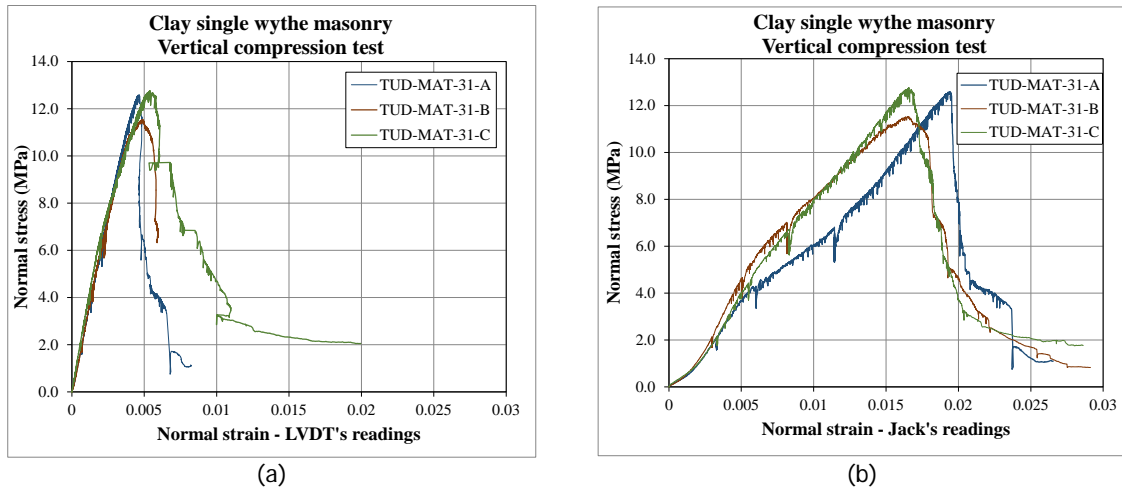 Clay single wythe masonry
Vertical compression test
14.0
12.0
10.0
8.0
6.0
4.0
2.0
0.0
Normal stress (MPa)
TUD-MAT-31-A
TUD-MAT-31-B
TUD-MAT-31-C
0 0.005 0.01 0.015 0.02 0.025 0.03
Normal strain - LVDT's readings
(a)
Clay single wythe masonry
Vertical compression test
14.0
12.0
10.0
8.0
6.0
4.0
2.0
0.0
Normal stress (MPa)
TUD-MAT-31-A
TUD-MAT-31-B
TUD-MAT-31-C
0 0.005 0.01 0.015 0.02 0.025 0.03
Normal strain - Jack's readings
(b)